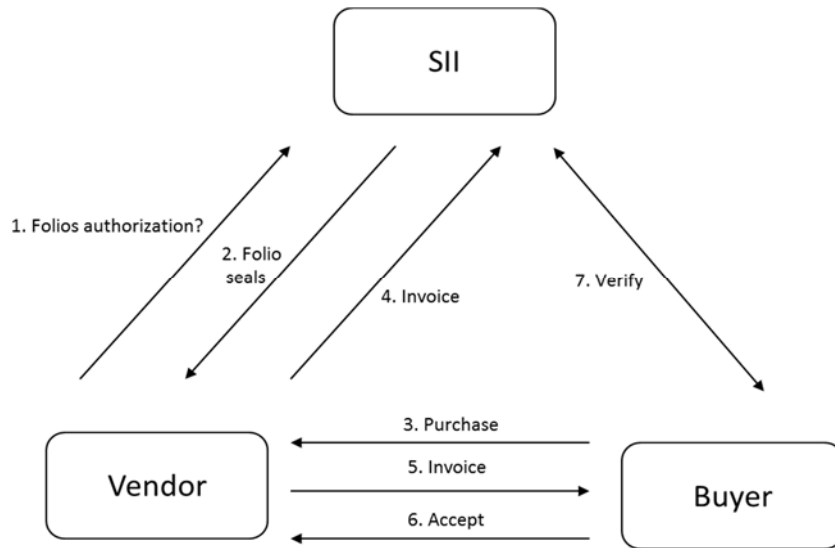 SII
1. Folios authorization?
2. Folio
seals
4. Invoice
7. Verify
3. Purchase
Vendor
5. Invoice
Buyer
6. Accept